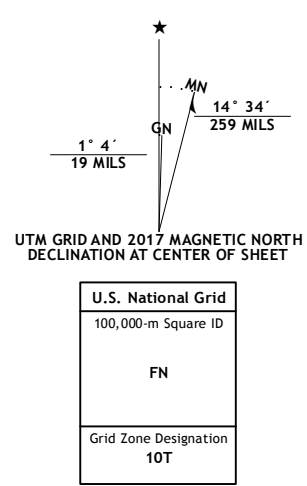 ★
MN
GN
14° 34´
259 MILS
1° 4´
19 MILS
UTM GRID AND 2017 MAGNETIC NORTH
DECLINATION AT CENTER OF SHEET
U.S. National Grid
100,000-m Square ID
FN
Grid Zone Designation
10T